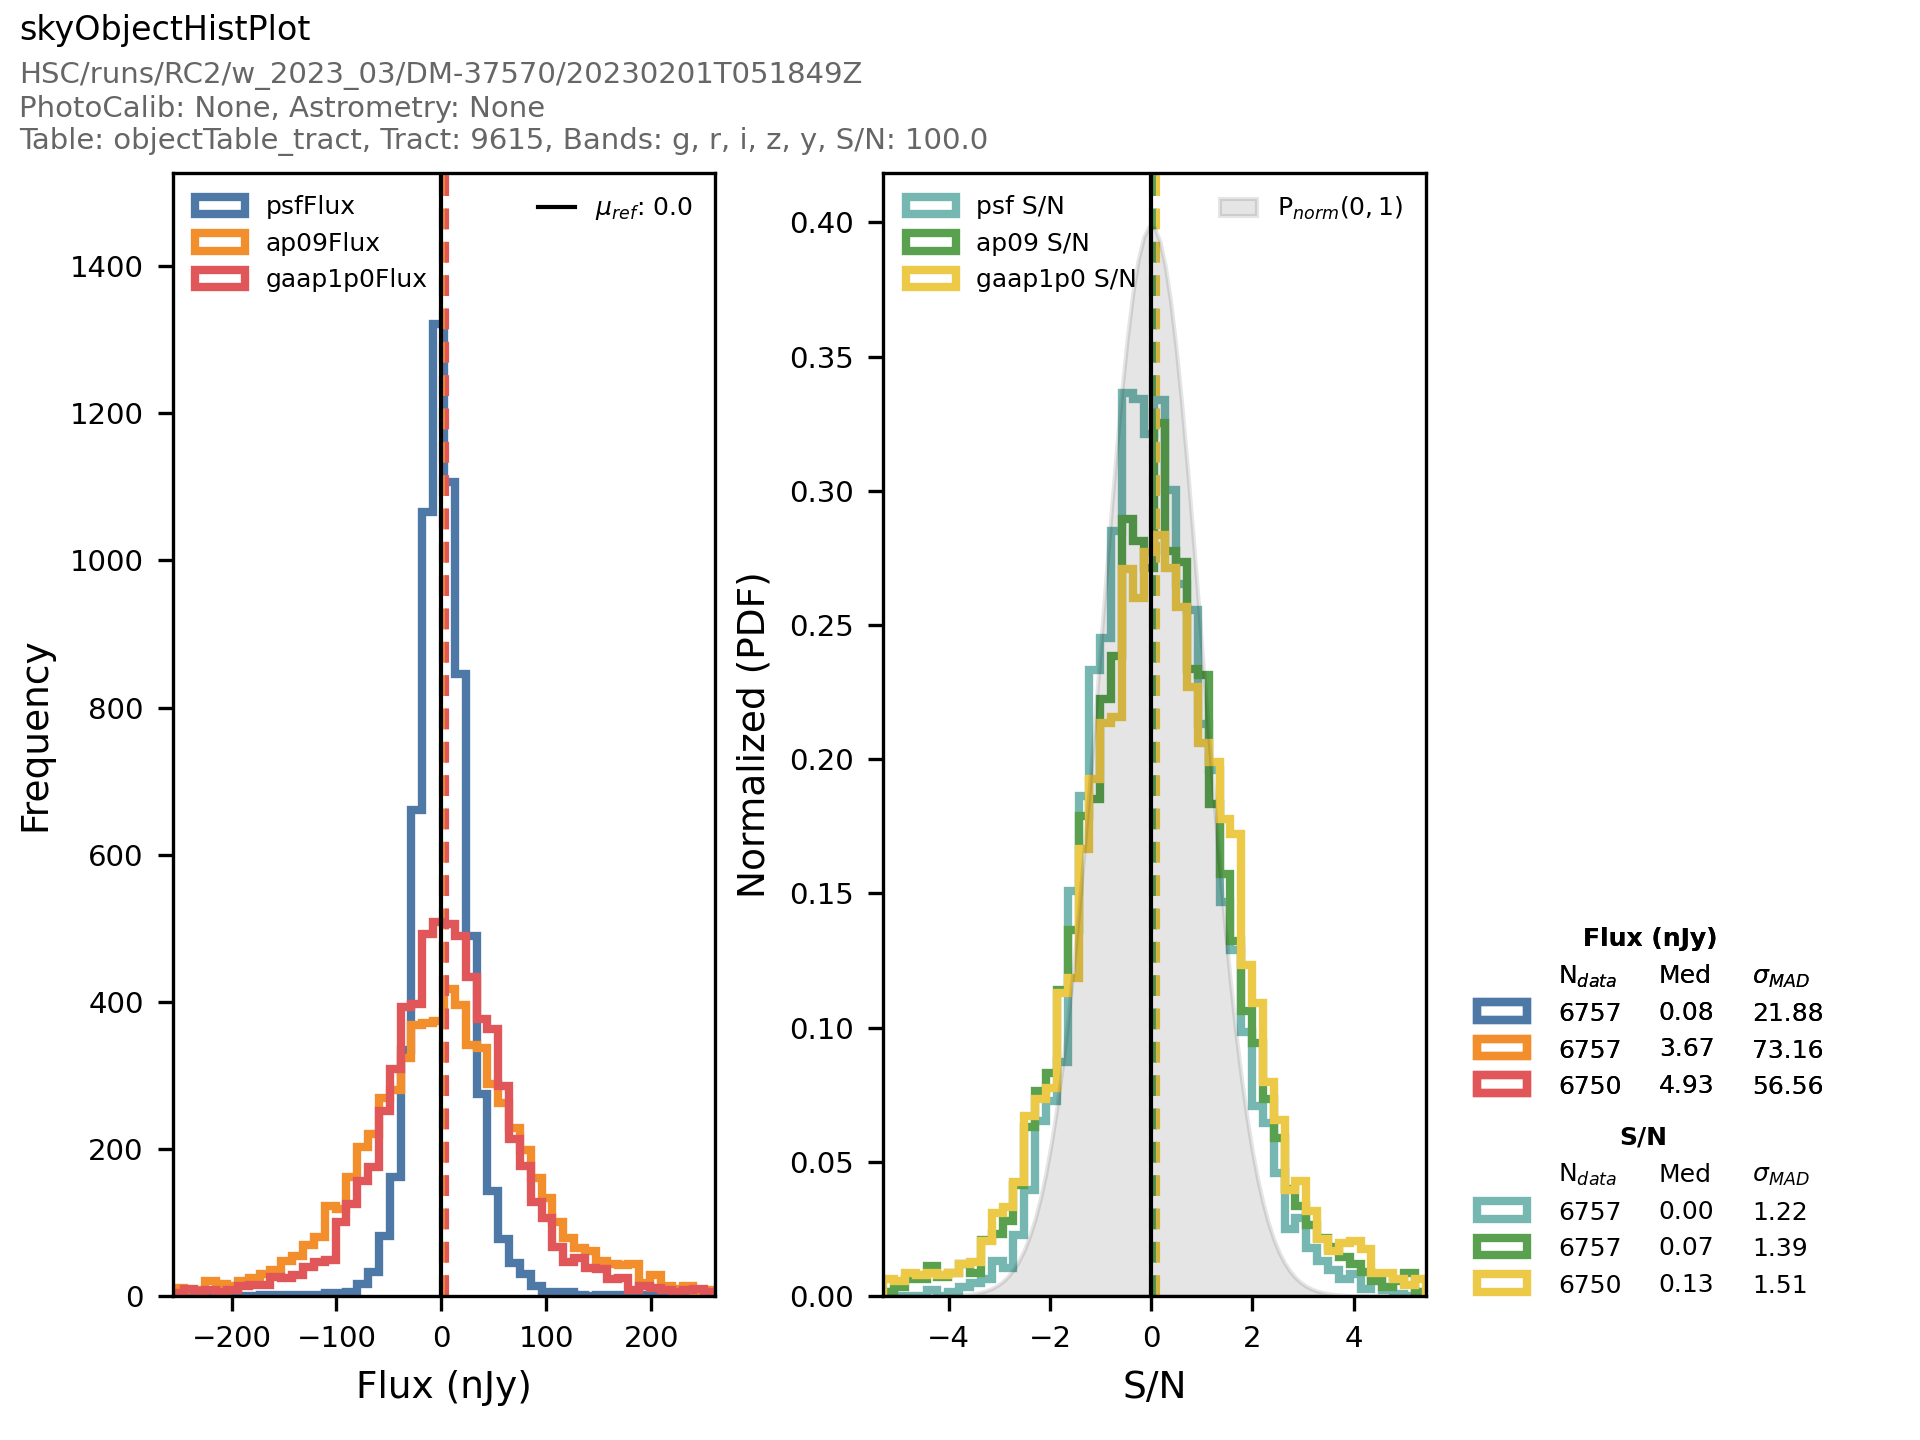 skyObjectHistPlot
HSC/runs/RC2/w_2023_03/DM-37570/20230201T051849Z
PhotoCalib: None, Astrometry: None
Table: objectTable_tract, Tract: 9615, Bands: g, r, i, z, y, S/N: 100.0
psfFlux
ap09Flux
gaap1p0Flux
μref: 0.0
1400
1200
1000
800
600
400
200
0
Frequency
−200 −100 0 100 200
Flux (nJy)
psf S/N
ap09 S/N
gaap1p0 S/N
Pnorm(0, 1)
0.40
0.35
0.30
0.25
0.20
0.15
0.10
0.05
0.00
Normalized (PDF)
−4 −2 0 2 4
S/N
Flux (nJy)
Ndata Med σMAD
6757 0.08 21.88
6757 3.67 73.16
6750 4.93 56.56
S/N
Ndata Med σMAD
6757 0.00 1.22
6757 0.07 1.39
6750 0.13 1.51